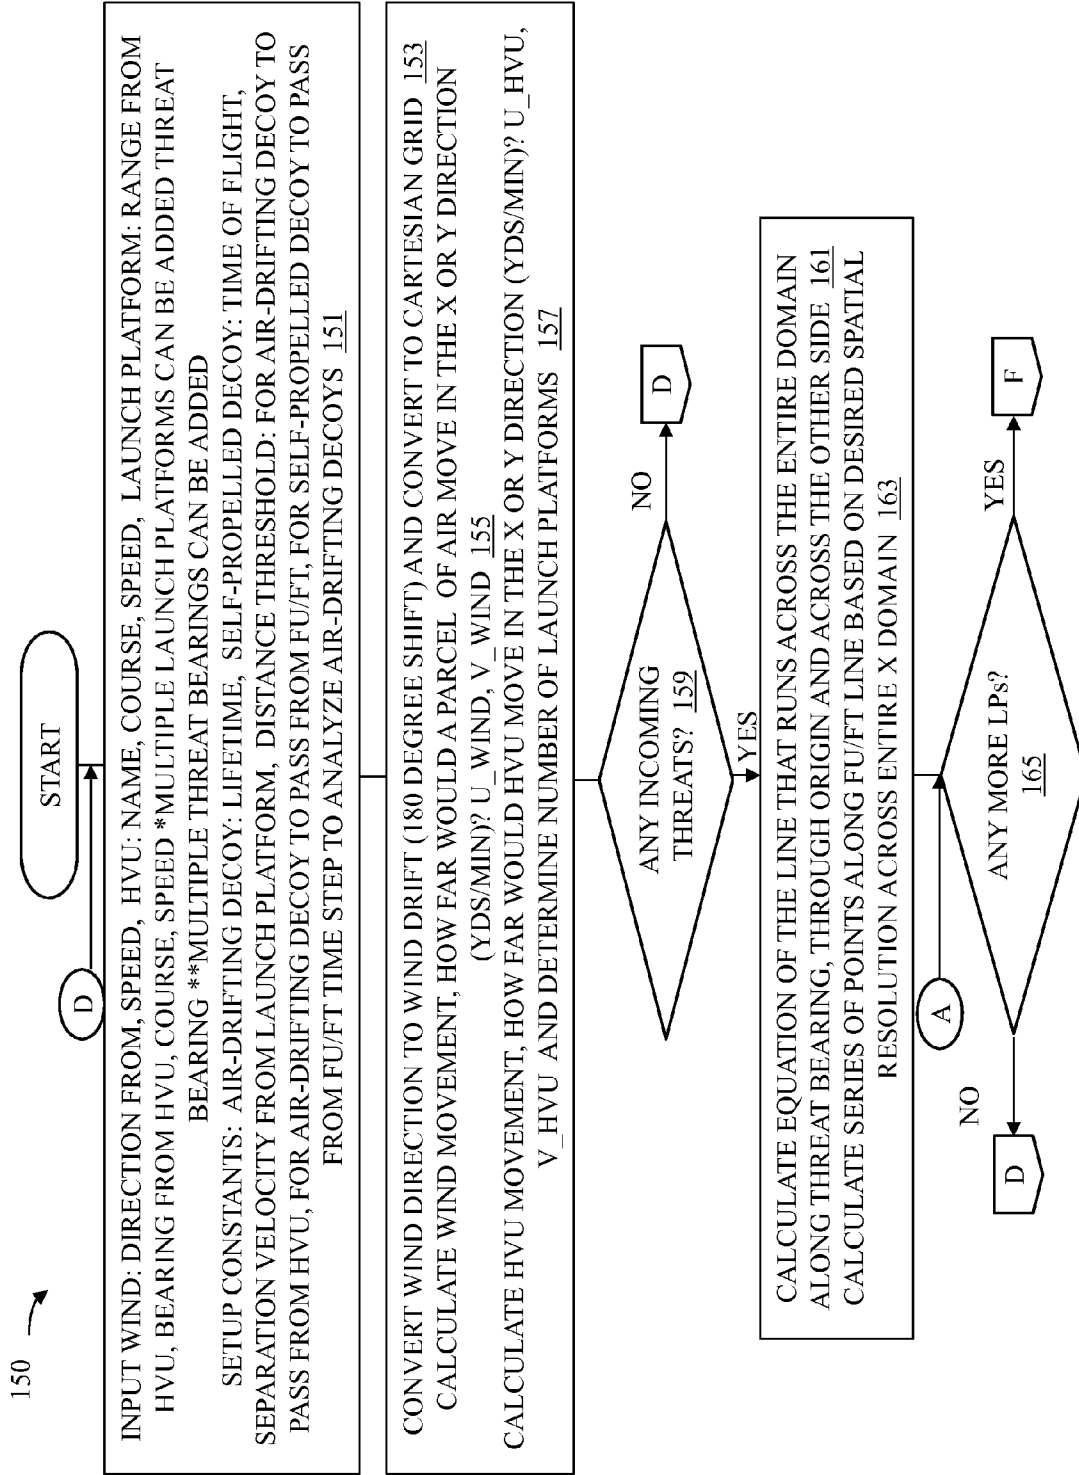 150
START
D
INPUT WIND: DIRECTION FROM, SPEED, HVU: NAME, COURSE, SPEED, LAUNCH PLATFORM: RANGE FROM
HVU, BEARING FROM HVU, COURSE, SPEED *MULTIPLE LAUNCH PLATFORMS CAN BE ADDED THREAT
BEARING **MULTIPLE THREAT BEARINGS CAN BE ADDED
SETUP CONSTANTS: AIR-DRIFTING DECOY: LIFETIME, SELF-PROPELLED DECOY: TIME OF FLIGHT,
SEPARATION VELOCITY FROM LAUNCH PLATFORM, DISTANCE THRESHOLD: FOR AIR-DRIFTING DECOY TO
PASS FROM HVU, FOR AIR-DRIFTING DECOY TO PASS FROM FU/FT, FOR SELF-PROPELLED DECOY TO PASS
FROM FU/FT TIME STEP TO ANALYZE AIR-DRIFTING DECOYS 151
CONVERT WIND DIRECTION TO WIND DRIFT (180 DEGREE SHIFT) AND CONVERT TO CARTESIAN GRID 153
CALCULATE WIND MOVEMENT, HOW FAR WOULD A PARCEL OF AIR MOVE IN THE X OR Y DIRECTION
(YDS/MIN)? U_WIND, V_WIND 155
CALCULATE HVU MOVEMENT, HOW FAR WOULD HVU MOVE IN THE X OR Y DIRECTION (YDS/MIN)? U_HVU,
V_HVU AND DETERMINE NUMBER OF LAUNCH PLATFORMS 157
ANY INCOMING
THREATS? 159
NO
D
YES
CALCULATE EQUATION OF THE LINE THAT RUNS ACROSS THE ENTIRE DOMAIN
ALONG THREAT BEARING, THROUGH ORIGIN AND ACROSS THE OTHER SIDE 161
CALCULATE SERIES OF POINTS ALONG FU/FT LINE BASED ON DESIRED SPATIAL
RESOLUTION ACROSS ENTIRE X DOMAIN 163
A
ANY MORE LPs?
165
NO
D
YES
F